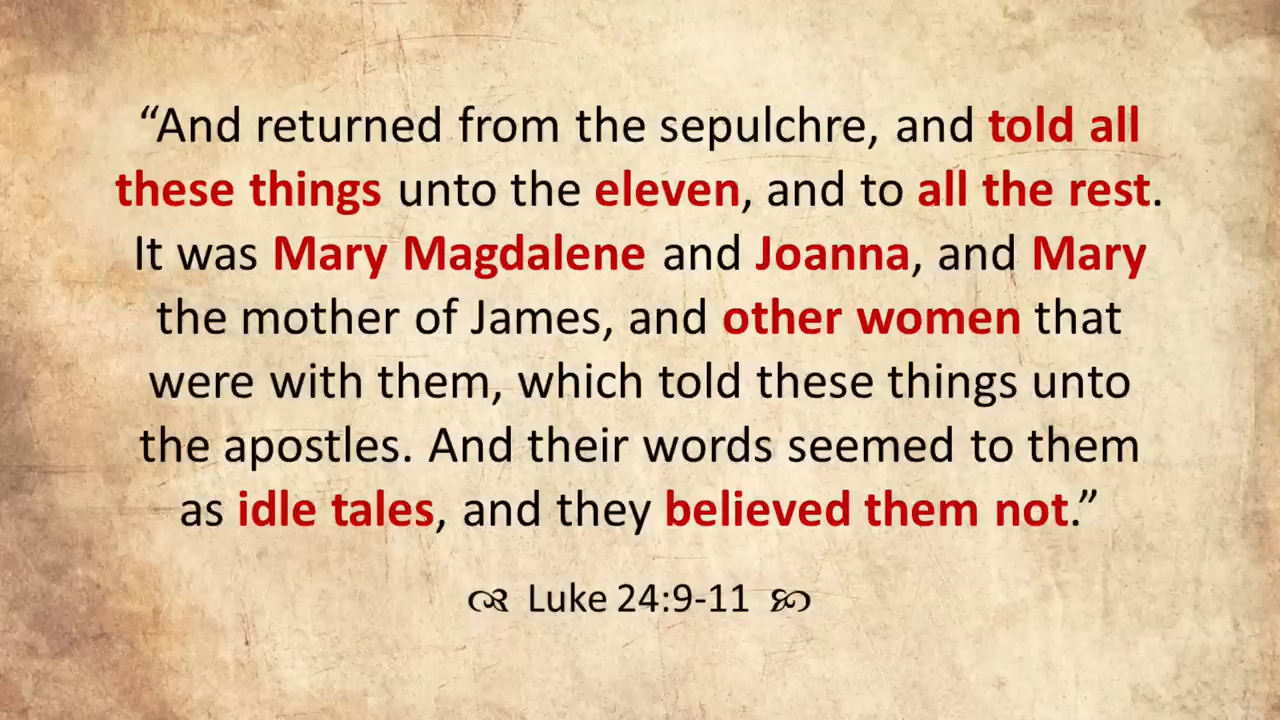 “And returned from the sepulchre, and told all
these things unto the eleven, and to all the rest.
It was Mary Magdalene and Joanna, and Mary
the mother of James, and other women that
were with them, which told these things unto
the apostles. And their words seemed to them
as idle tales, and they believed them not.”
Luke 24:9-11